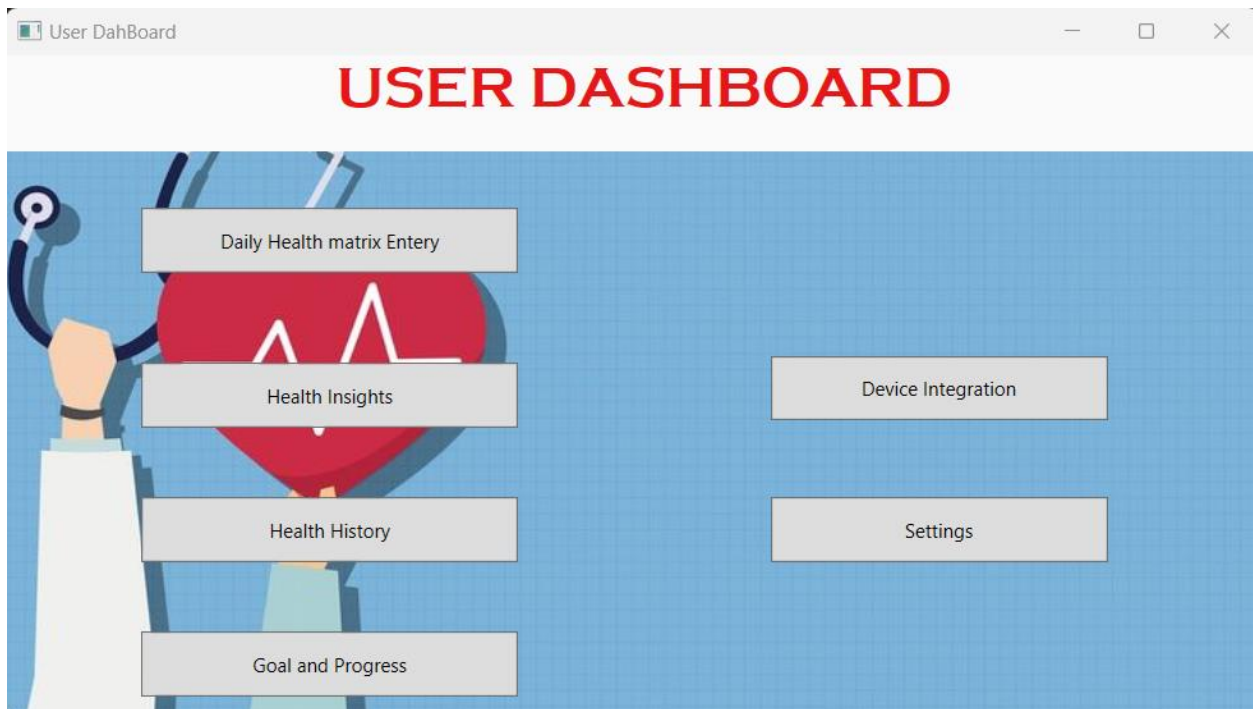 User DahBoard
USER DASHBOARD
Daily Health matrix Entery
Health Insights
Device Integration
Health History
Settings
Goal and Progress